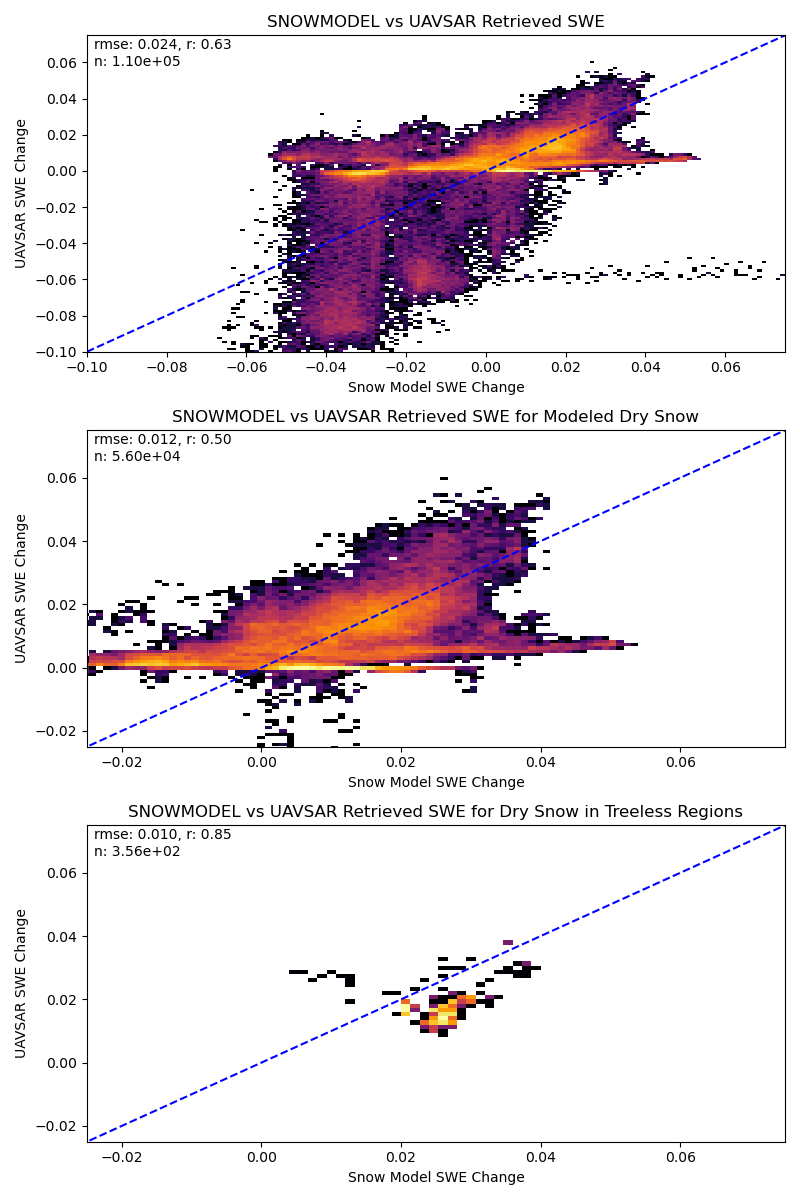 SNOWMODEL vs UAVSAR Retrieved SWE
rmse: 0.024, r: 0.63
n: 1.10e+05
0.06
0.04
0.02
0.00
−0.02
−0.04
−0.06
−0.08
−0.10
UAVSAR SWE Change
−0.10 −0.08 −0.06 −0.04 −0.02 0.00 0.02 0.04 0.06
Snow Model SWE Change
SNOWMODEL vs UAVSAR Retrieved SWE for Modeled Dry Snow
rmse: 0.012, r: 0.50
n: 5.60e+04
0.06
0.04
0.02
0.00
−0.02
UAVSAR SWE Change
−0.02 0.00 0.02 0.04 0.06
Snow Model SWE Change
SNOWMODEL vs UAVSAR Retrieved SWE for Dry Snow in Treeless Regions
rmse: 0.010, r: 0.85
n: 3.56e+02
0.06
0.04
0.02
0.00
−0.02
UAVSAR SWE Change
−0.02 0.00 0.02 0.04 0.06
Snow Model SWE Change